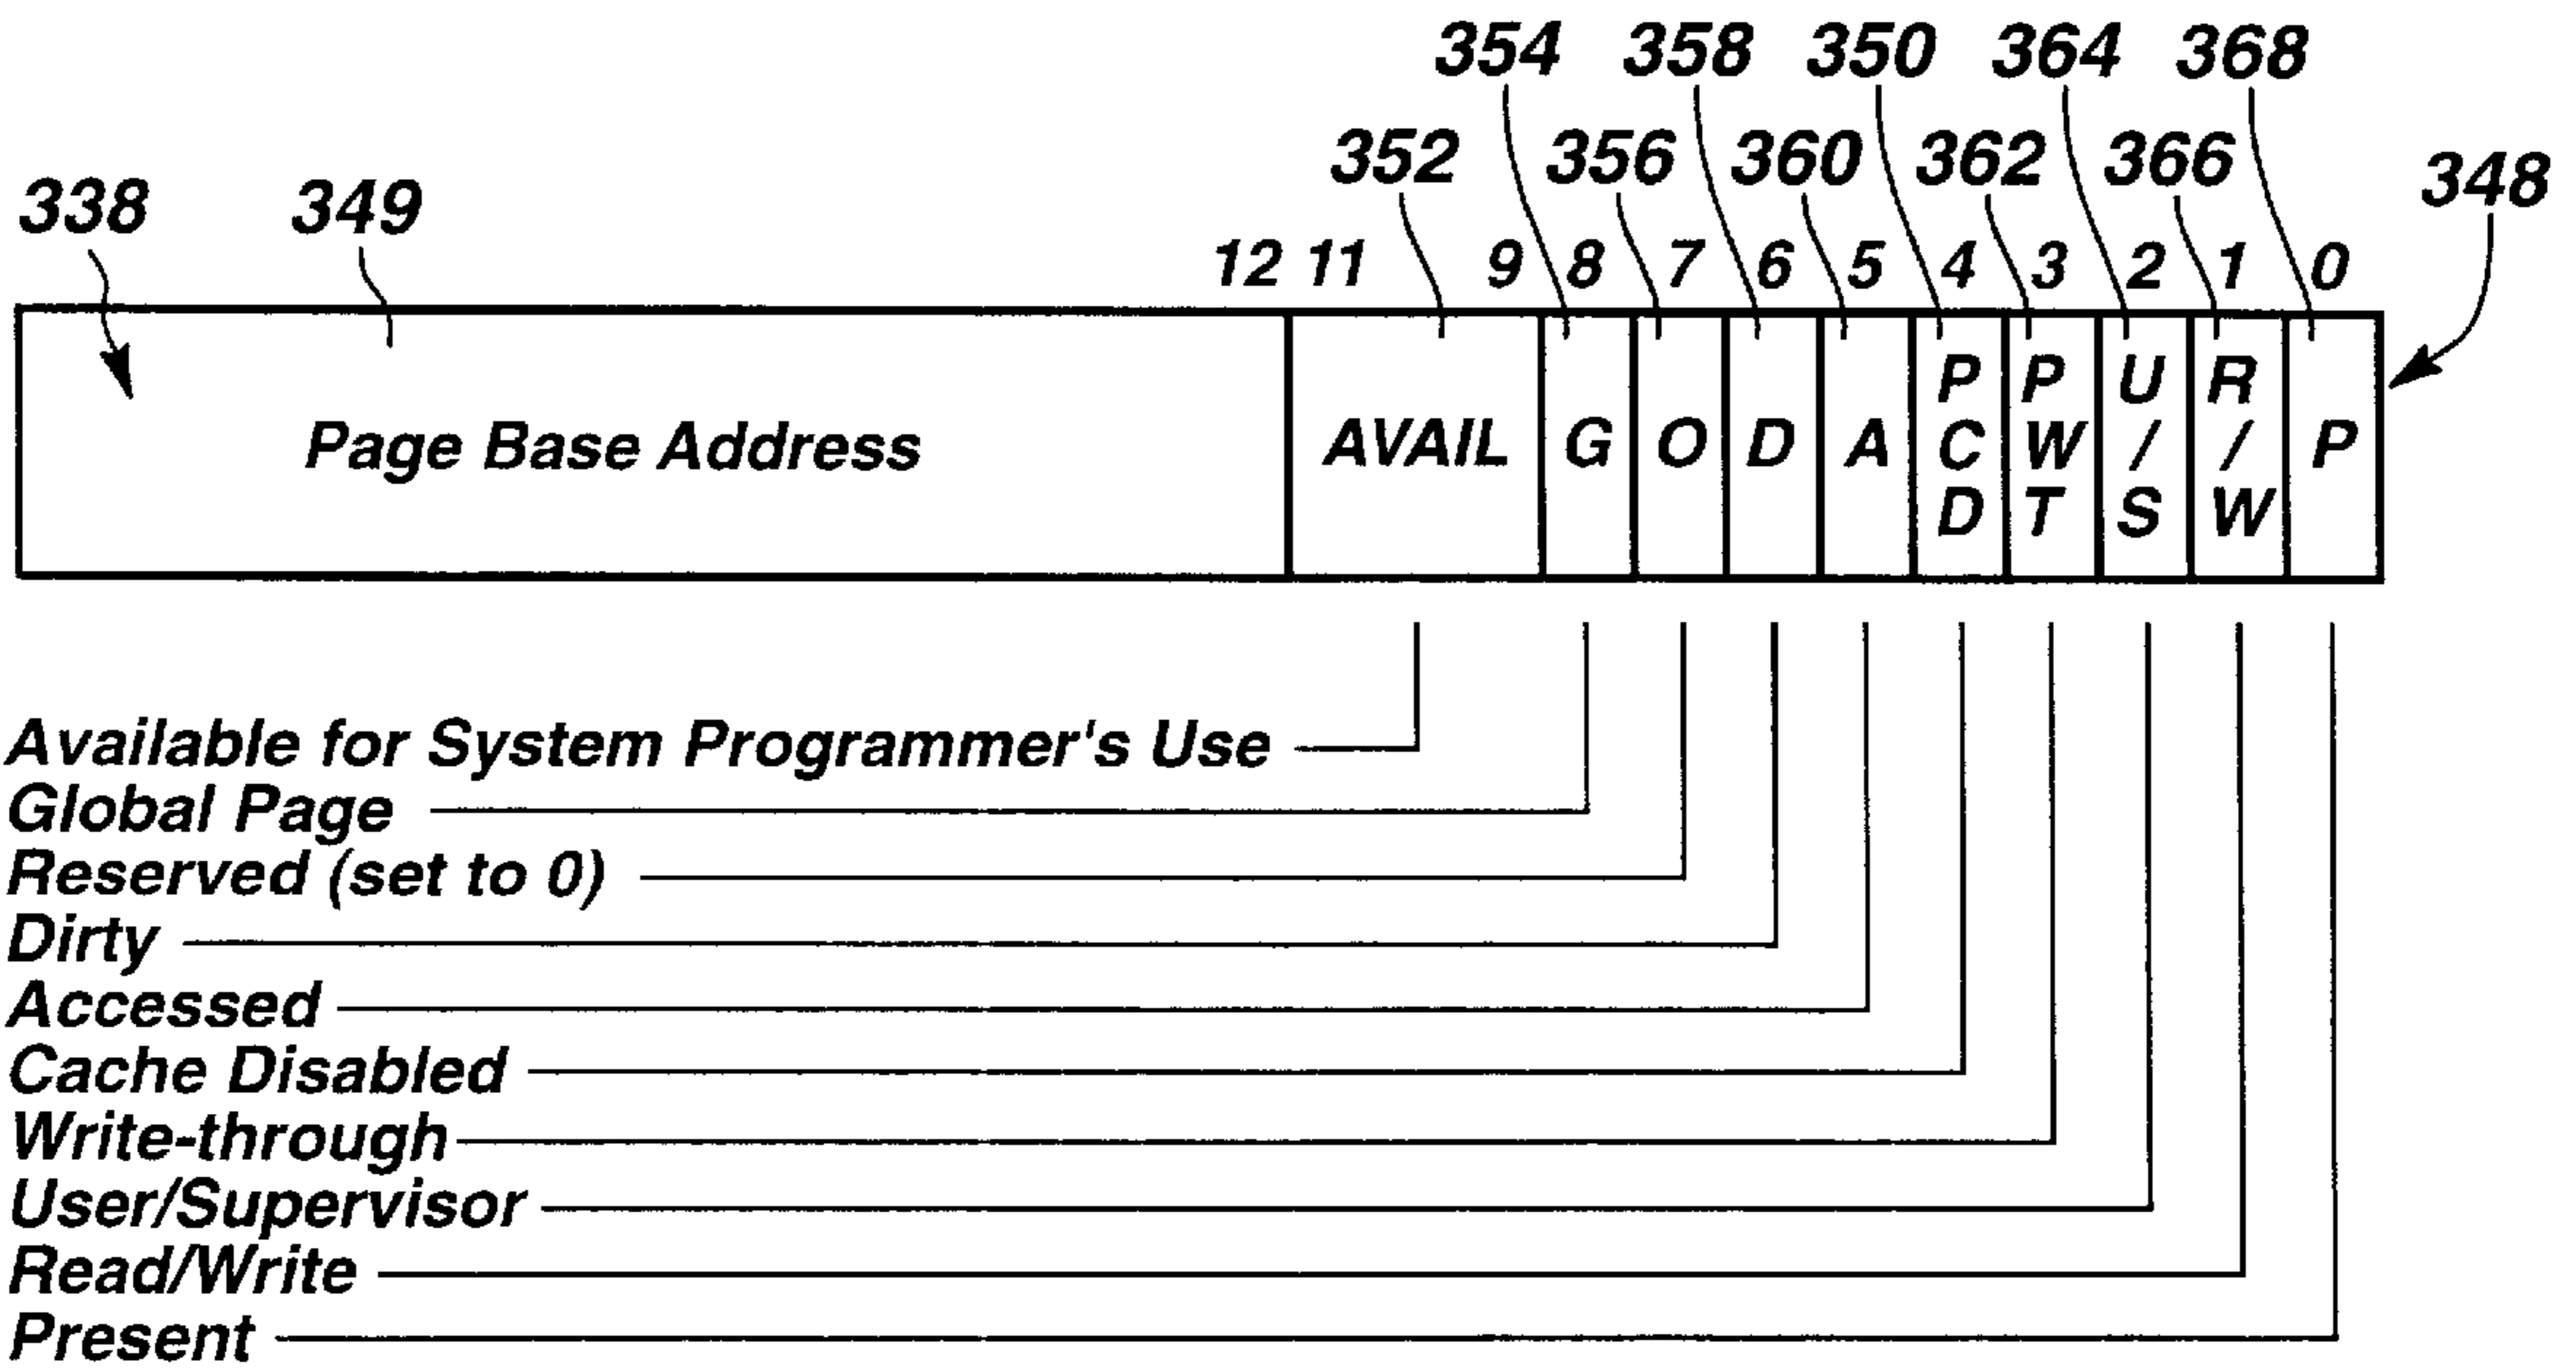 354 358 350 364 368
352 356 360 362 366
338 349 348
12 11 9 8 7 6 5 4 3 2 1 0
Page Base Address AVAIL G O D A PCD PWT U/S R/W P
Available for System Programmer's Use
Global Page
Reserved (set to 0)
Dirty
Accessed
Cache Disabled
Write-through
User/Supervisor
Read/Write
Present